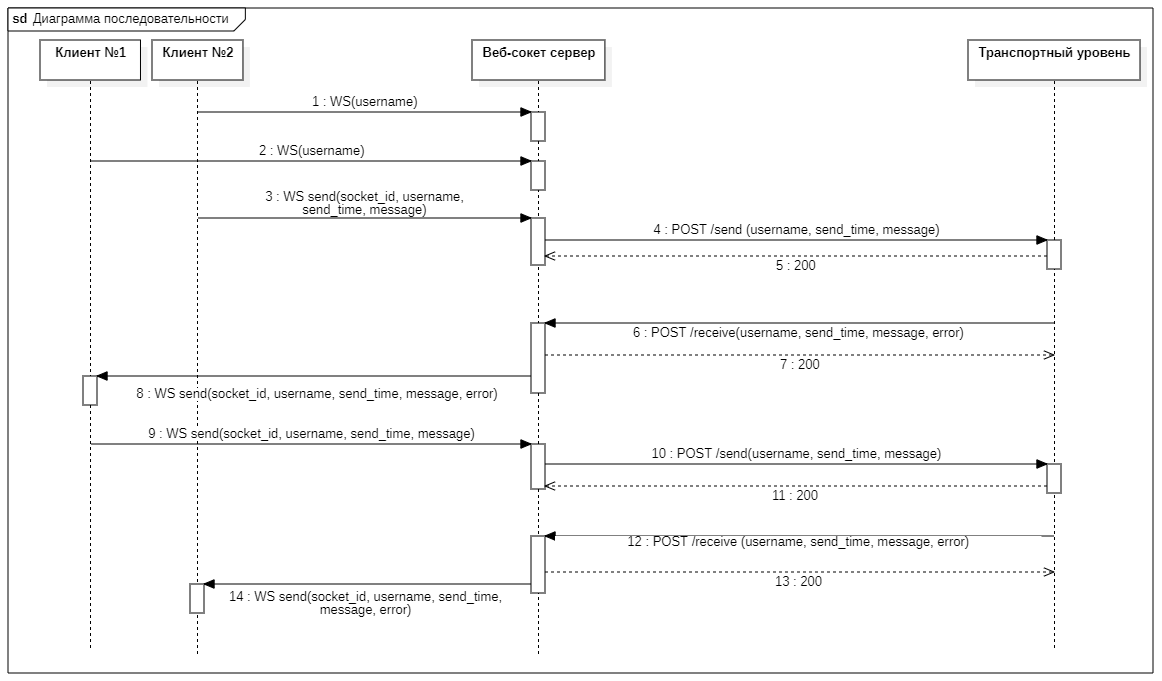 sd Диаграмма последовательности
Клиент №1
Клиент №2
Веб-сокет сервер
Транспортный уровень
1 : WS(username)
2 : WS(username)
3 : WS send(socket_id, username,
send_time, message)
4 : POST /send (username, send_time, message)
5 : 200
6 : POST /receive(username, send_time, message, error)
7 : 200
8 : WS send(socket_id, username, send_time, message, error)
9 : WS send(socket_id, username, send_time, message)
10 : POST /send(username, send_time, message)
11 : 200
12 : POST /receive (username, send_time, message, error)
13 : 200
14 : WS send(socket_id, username, send_time,
message, error)